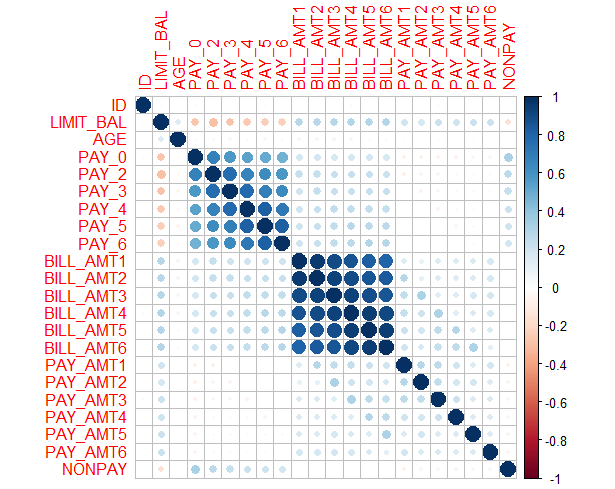 ID
LIMIT_BAL
AGE
PAY_0
PAY_2
PAY_3
PAY_4
PAY_5
PAY_6
BILL_AMT1
BILL_AMT2
BILL_AMT3
BILL_AMT4
BILL_AMT5
BILL_AMT6
PAY_AMT1
PAY_AMT2
PAY_AMT3
PAY_AMT4
PAY_AMT5
PAY_AMT6
NONPAY
ID
LIMIT_BAL
AGE
PAY_0
PAY_2
PAY_3
PAY_4
PAY_5
PAY_6
BILL_AMT1
BILL_AMT2
BILL_AMT3
BILL_AMT4
BILL_AMT5
BILL_AMT6
PAY_AMT1
PAY_AMT2
PAY_AMT3
PAY_AMT4
PAY_AMT5
PAY_AMT6
NONPAY
1
0.8
0.6
0.4
0.2
0
-0.2
-0.4
-0.6
-0.8
-1